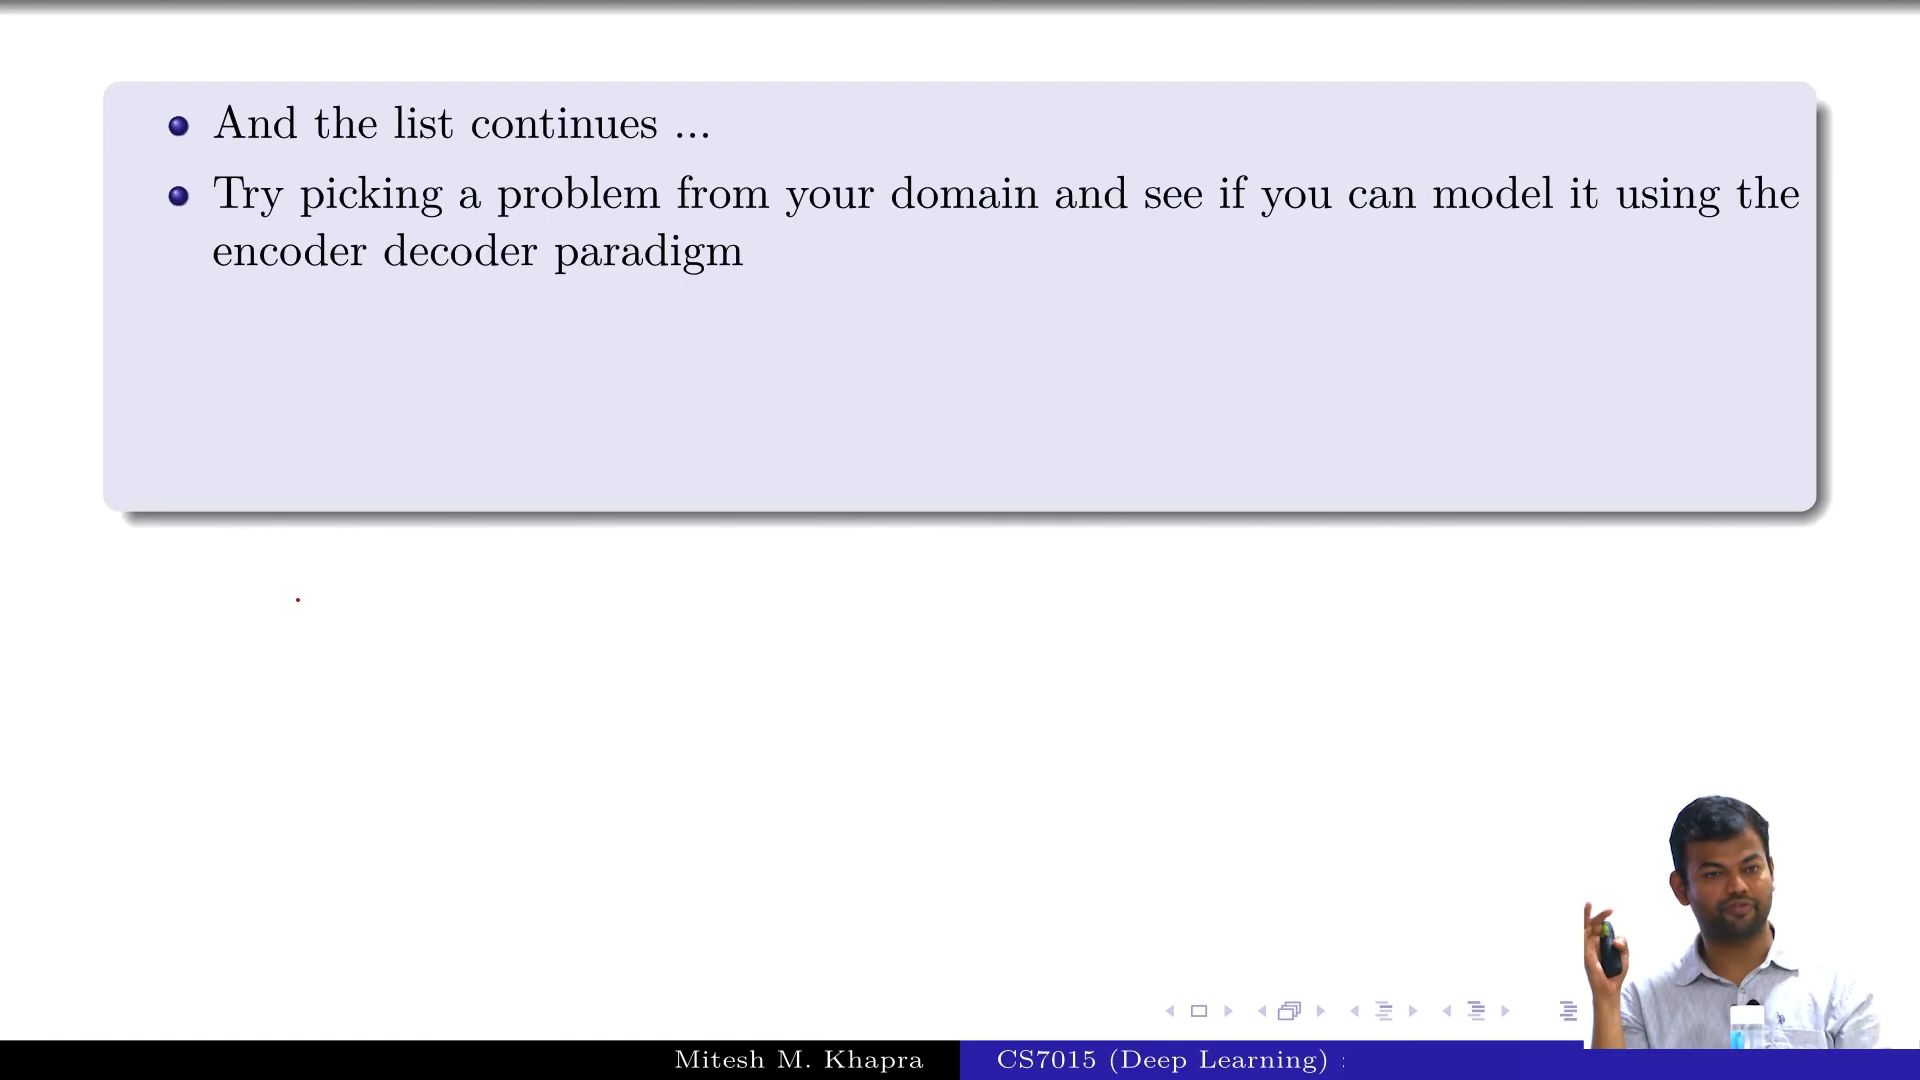 And the list continues ...
Try picking a problem from your domain and see if you can model it using the
encoder decoder paradigm
Mitesh M. Khapra
CS7015 (Deep Learning) :